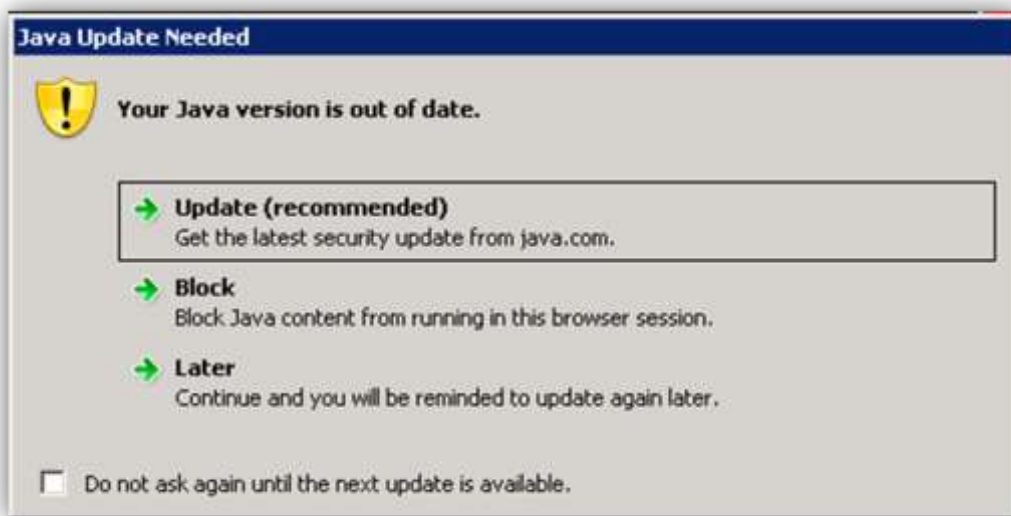 Java Update Needed
Your Java version is out of date.
Update (recommended)
Get the latest security update from java.com.
Block
Block Java content from running in this browser session.
Later
Continue and you will be reminded to update again later.
Do not ask again until the next update is available.